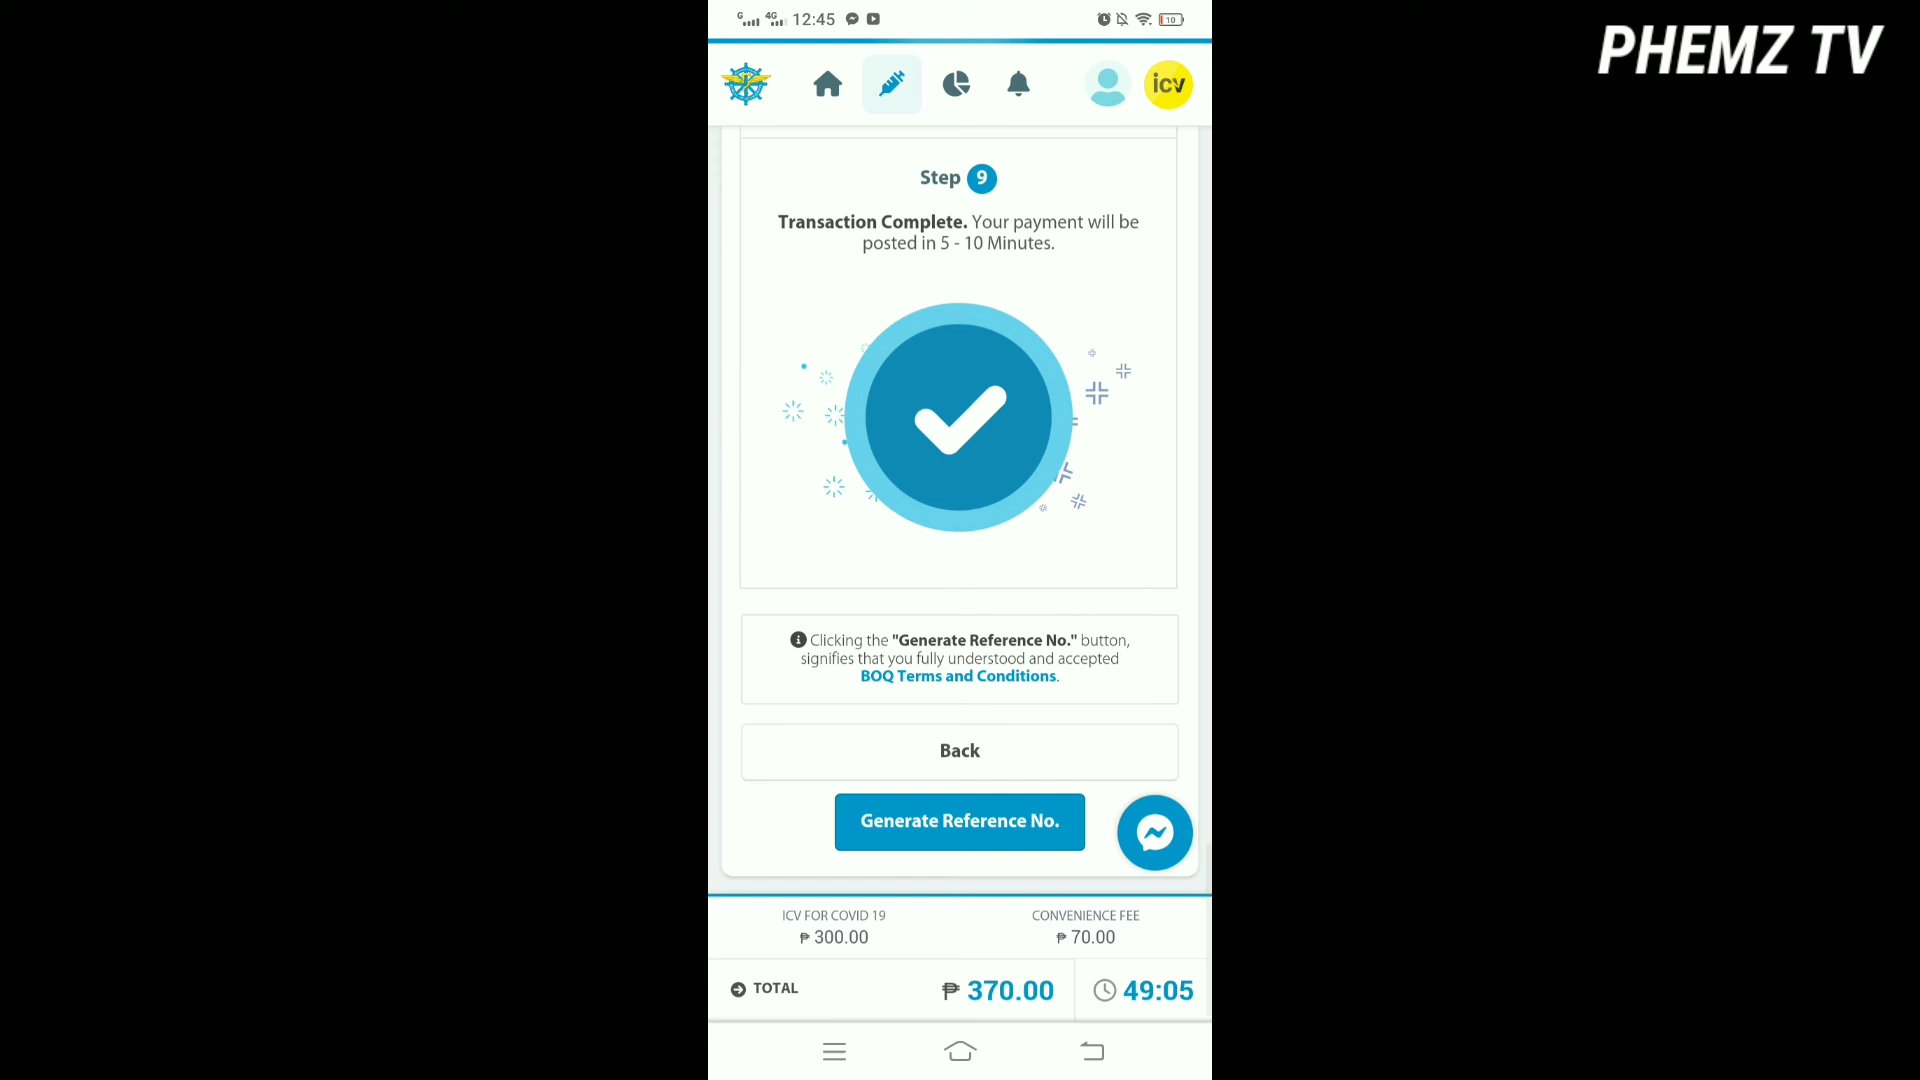 G 4G 12:45 10
PHEMZ TV
icv
Step 9
Transaction Complete. Your payment will be
posted in 5 - 10 Minutes.
Clicking the "Generate Reference No." button,
signifies that you fully understood and accepted
BOQ Terms and Conditions.
Back
Generate Reference No.
ICV FOR COVID 19
₱ 300.00
CONVENIENCE FEE
₱ 70.00
TOTAL ₱ 370.00 49:05